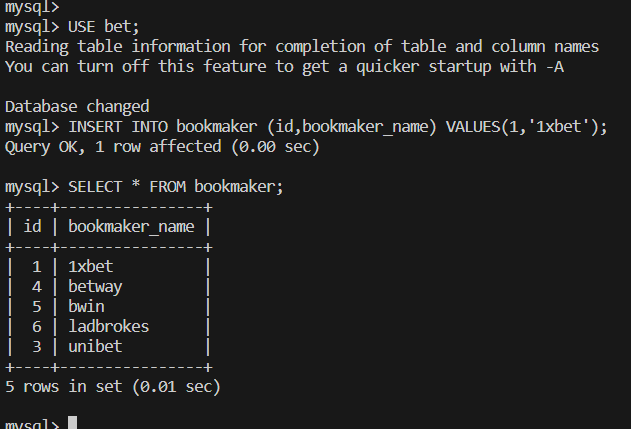 mysql>
mysql> USE bet;
Reading table information for completion of table and column names
You can turn off this feature to get a quicker startup with -A
Database changed
mysql> INSERT INTO bookmaker (id,bookmaker_name) VALUES(1,'1xbet');
Query OK, 1 row affected (0.00 sec)
mysql> SELECT * FROM bookmaker;
+----+----------------+
| id | bookmaker_name |
+----+----------------+
|  1 | 1xbet          |
|  4 | betway         |
|  5 | bwin           |
|  6 | ladbrokes      |
|  3 | unibet         |
+----+----------------+
5 rows in set (0.01 sec)
mysql>